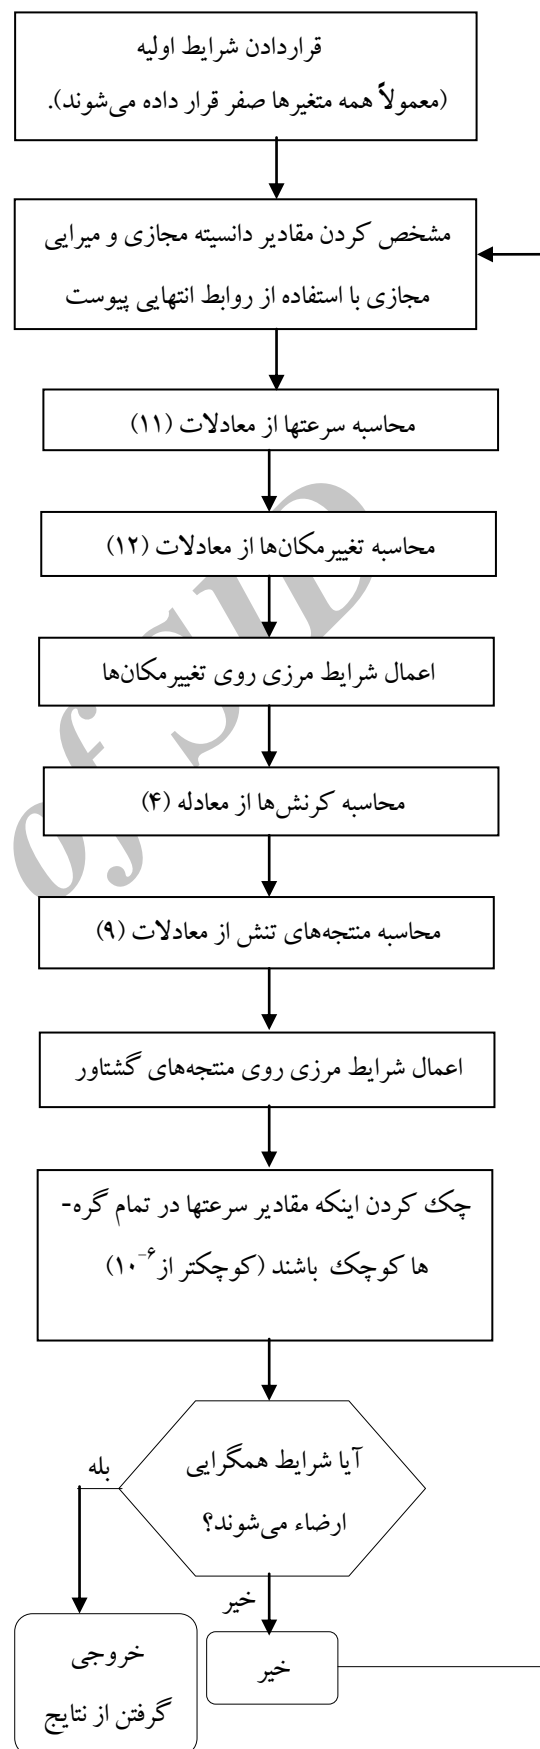 قراردادن شرایط اولیه
(معمولاً همه متغیرها صفر قرار داده می‌شوند).
مشخص کردن مقادیر دانسیته مجازی و میرایی
مجازی با استفاده از روابط انتهایی پیوست
محاسبه سرعتها از معادلات (۱۱)
محاسبه تغییرمکان‌ها از معادلات (۱۲)
اعمال شرایط مرزی روی تغییرمکان‌ها
محاسبه کرنش‌ها از معادله (۴)
محاسبه منتجه‌های تنش از معادلات (۹)
اعمال شرایط مرزی روی منتجه‌های گشتاور
چک کردن اینکه مقادیر سرعتها در تمام گره-
ها کوچک باشند (کوچکتر از ۱۰⁻۶)
آیا شرایط همگرایی
ارضاء می‌شوند؟
بله
خیر
خیر
خروجی
گرفتن از نتایج
of SID